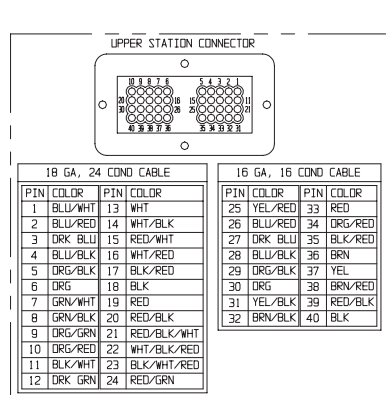 UPPER STATION CONNECTOR
10 9 8 7 6 5 4 3 2 1
20 16 15 11
30 26 25 21
40 39 38 37 36 35 34 33 32 31
18 GA, 24 COND CABLE
PIN COLOR PIN COLOR
1 BLU/WHT 13 WHT
2 BLU/RED 14 WHT/BLK
3 DRK BLU 15 RED/WHT
4 BLU/BLK 16 WHT/RED
5 ORG/BLK 17 BLK/RED
6 ORG 18 BLK
7 GRN/WHT 19 RED
8 GRN/BLK 20 RED/BLK
9 ORG/GRN 21 RED/BLK/WHT
10 ORG/RED 22 WHT/BLK/RED
11 BLK/WHT 23 BLK/WHT/RED
12 DRK GRN 24 RED/GRN
16 GA, 16 COND CABLE
PIN COLOR PIN COLOR
25 YEL/RED 33 RED
26 BLU/RED 34 ORG/RED
27 DRK BLU 35 BLK/RED
28 BLU/BLK 36 BRN
29 ORG/BLK 37 YEL
30 ORG 38 BRN/RED
31 YEL/BLK 39 RED/BLK
32 BRN/BLK 40 BLK